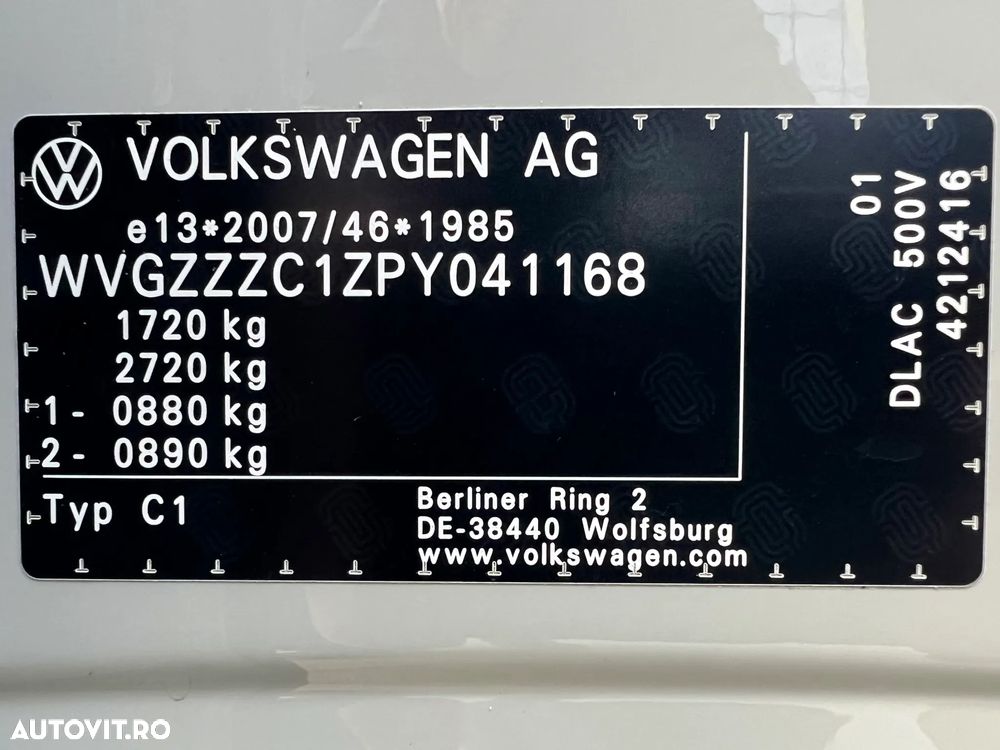 VOLKSWAGEN AG
e13*2007/46*1985
WVGZZZC1ZPY041168
1720 kg
2720 kg
1- 0880 kg
2- 0890 kg
Typ C1
Berliner Ring 2
DE-38440 Wolfsburg
www.volkswagen.com
01
DLAC 500V
42124416
AUTOVIT.RO